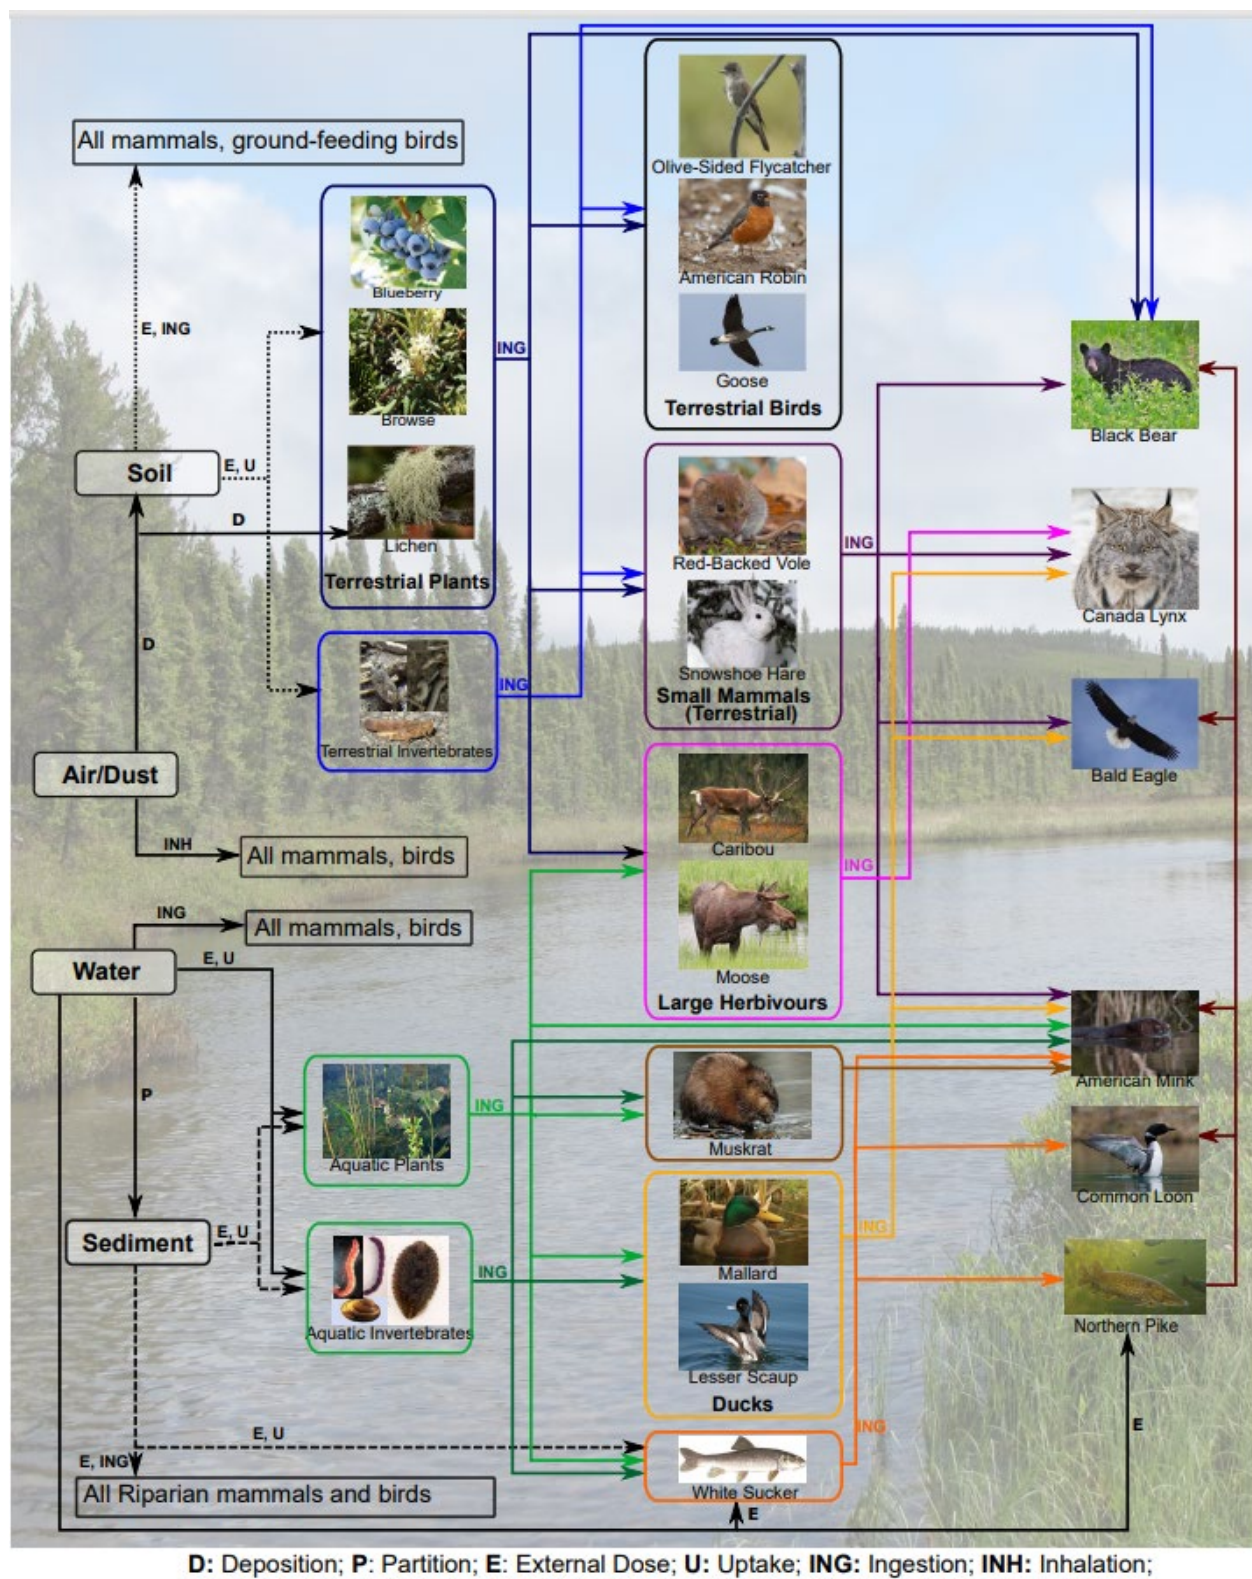 All mammals, ground-feeding birds
E, ING
Soil
E, U
D
D
Air/Dust
INH
All mammals, birds
ING
All mammals, birds
Water
E, U
P
Sediment
E, U
E, U
E, ING
All Riparian mammals and birds
Blueberry
Browse
Lichen
Terrestrial Plants
ING
Terrestrial Invertebrates
ING
Aquatic Plants
ING
Aquatic Invertebrates
ING
Olive-Sided Flycatcher
American Robin
Goose
Terrestrial Birds
Red-Backed Vole
Snowshoe Hare
Small Mammals
(Terrestrial)
ING
Caribou
Moose
Large Herbivours
ING
Muskrat
Mallard
Lesser Scaup
Ducks
ING
White Sucker
ING
E
Black Bear
Canada Lynx
Bald Eagle
American Mink
Common Loon
Northern Pike
E
D: Deposition; P: Partition; E: External Dose; U: Uptake; ING: Ingestion; INH: Inhalation;